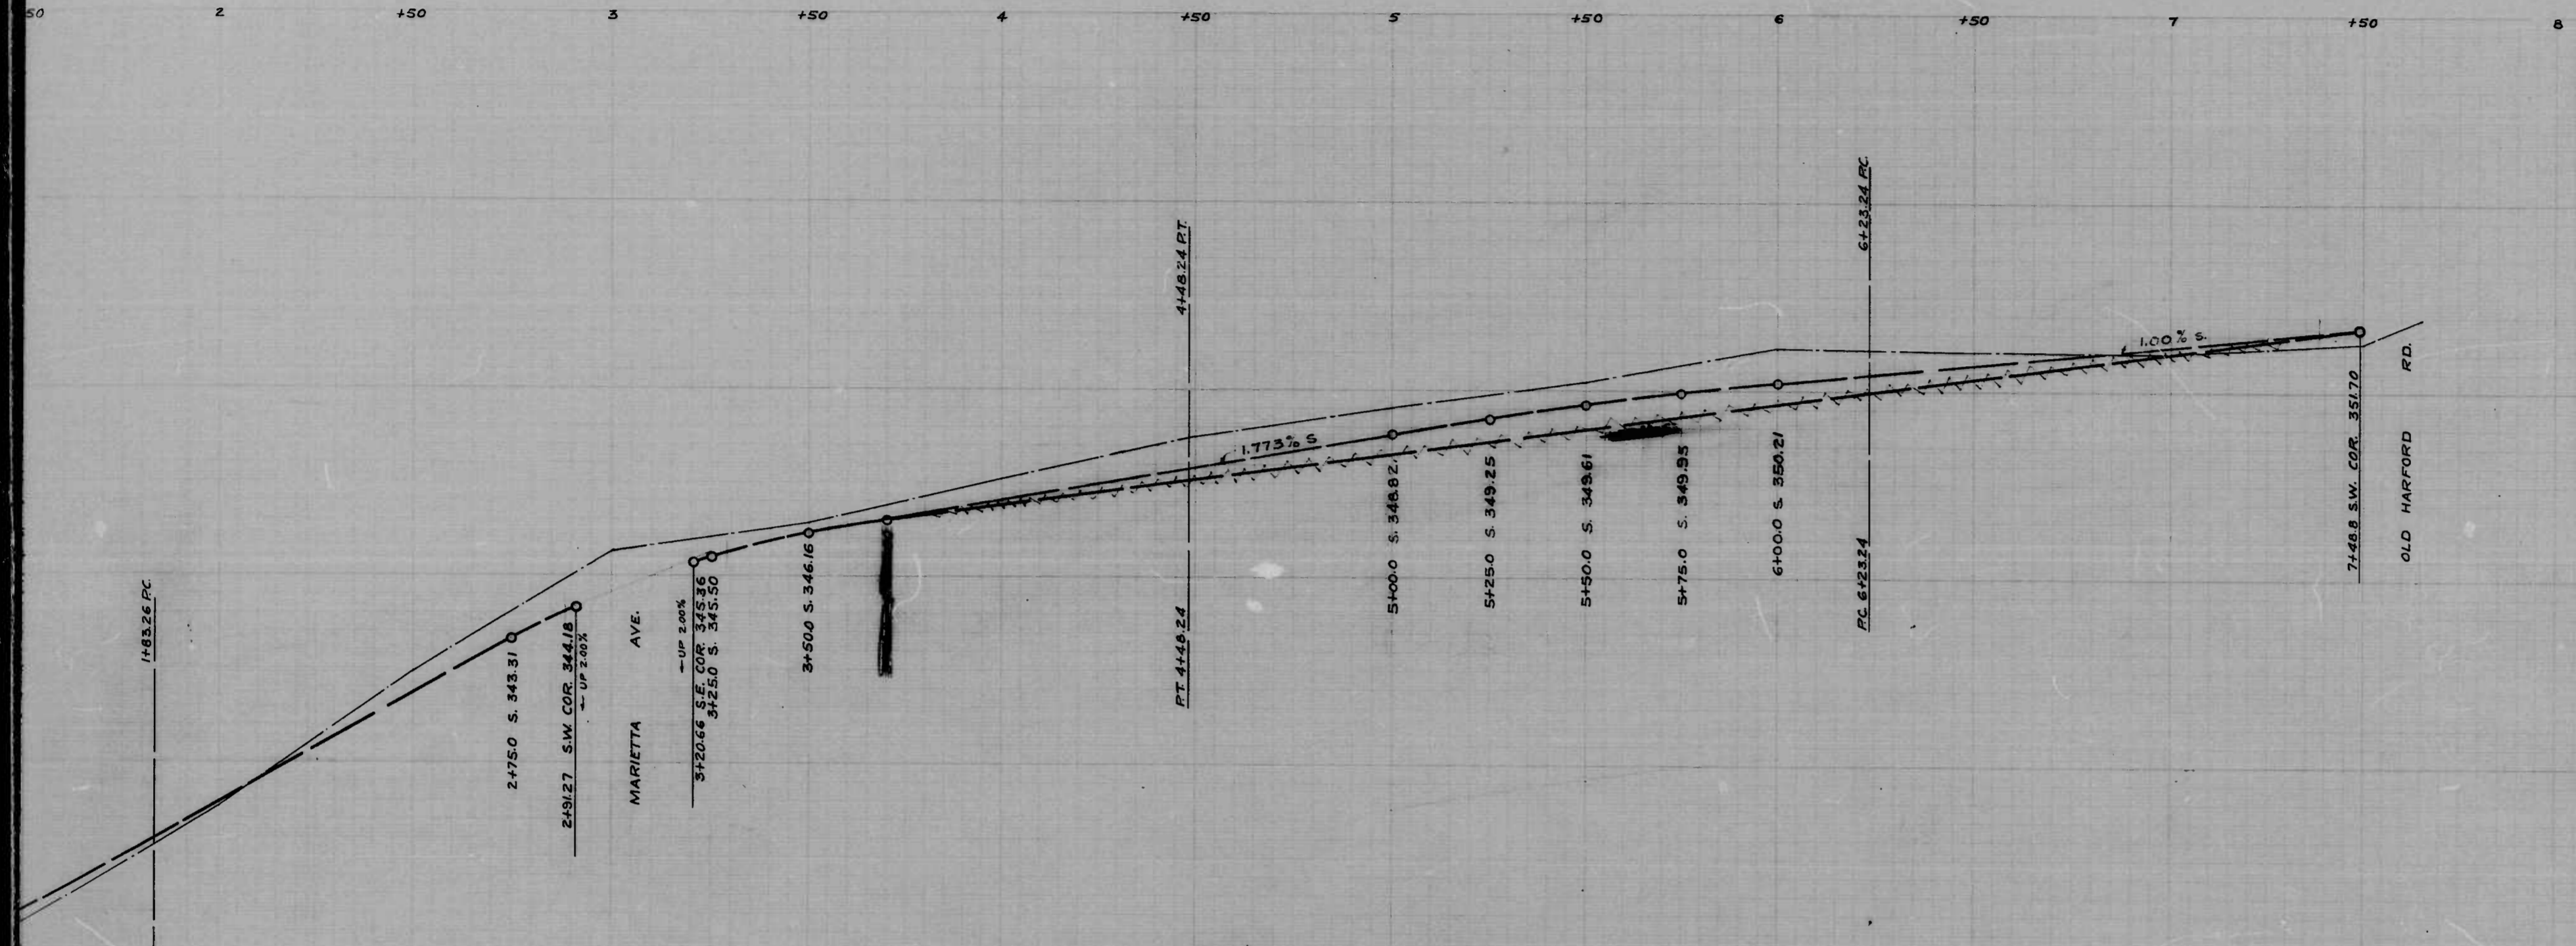 50 2 +50 3 +50 4 +50 5 +50 6 +50 7 +50 8
1+83.26 P.C.
2+75.0 S. 343.31
2+91.27 S.W. COR. 344.18
← UP 2.00%
MARIETTA AVE.
← UP 2.00%
3+20.66 S.E. COR. 345.36
3+25.0 S. 345.50
3+50.0 S. 346.16
4+48.24 P.T.
P.T. 4+48.24
1.773% S
5+00.0 S. 348.82
5+25.0 S. 349.25
5+50.0 S. 349.61
5+75.0 S. 349.95
6+00.0 S. 350.21
6+23.24 P.C.
P.C. 6+23.24
1.00% S.
7+48.8 S.W. COR. 351.70
OLD HARFORD RD.